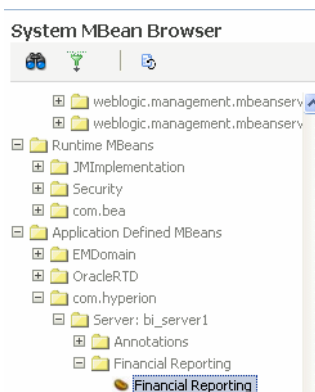 System MBean Browser
weblogic.management.mbeanserv
weblogic.management.mbeanserv
Runtime MBeans
JMImplementation
Security
com.bea
Application Defined MBeans
EMDomain
OracleRTD
com.hyperion
Server: bi_server1
Annotations
Financial Reporting
Financial Reporting